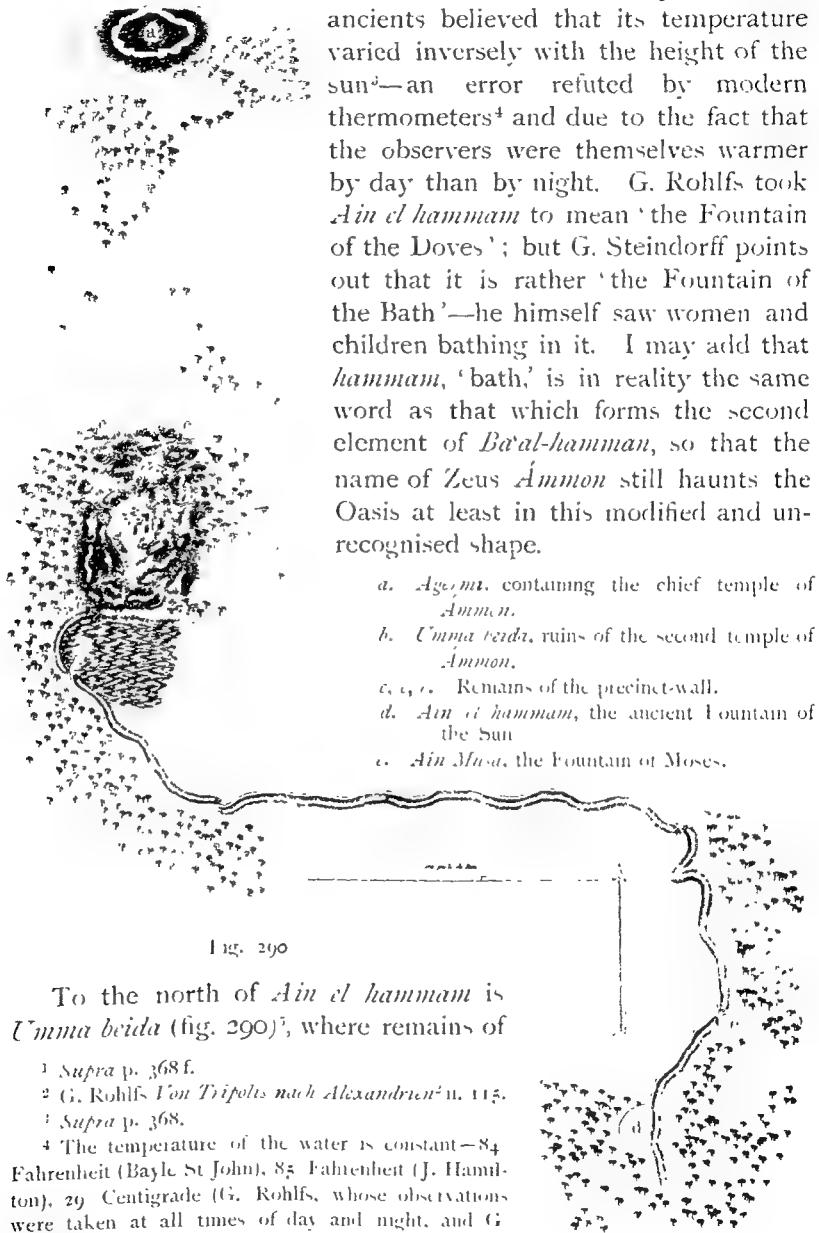 a
ancients believed that its temperature
varied inversely with the height of the
sun³—an error refuted by modern
thermometers⁴ and due to the fact that
the observers were themselves warmer
by day than by night. G. Rohlfs took
Ain el hammam to mean ‘the Fountain
of the Doves’; but G. Steindorff points
out that it is rather ‘the Fountain of
the Bath’—he himself saw women and
children bathing in it. I may add that
hammam, ‘bath,’ is in reality the same
word as that which forms the second
element of Ba‘al-hamman, so that the
name of Zeus Ámmon still haunts the
Oasis at least in this modified and un-
recognised shape.
a. Agermi, containing the chief temple of
Ammon.
b. Umma beida, ruins of the second temple of
Ámmon.
c, c, c. Remains of the precinct-wall.
d. Ain el hammam, the ancient Fountain of
the Sun
e. Ain Musa, the Fountain of Moses.
Fig. 290
To the north of Ain el hammam is
Umma beida (fig. 290)⁵, where remains of
¹ Supra p. 368 f.
² G. Rohlfs Von Tripolis nach Alexandrien² ii. 115.
³ Supra p. 368.
⁴ The temperature of the water is constant—84
Fahrenheit (Bayle St John), 85 Fahrenheit (J. Hamil-
ton), 29 Centigrade (G. Rohlfs, whose observations
were taken at all times of day and night, and G
d